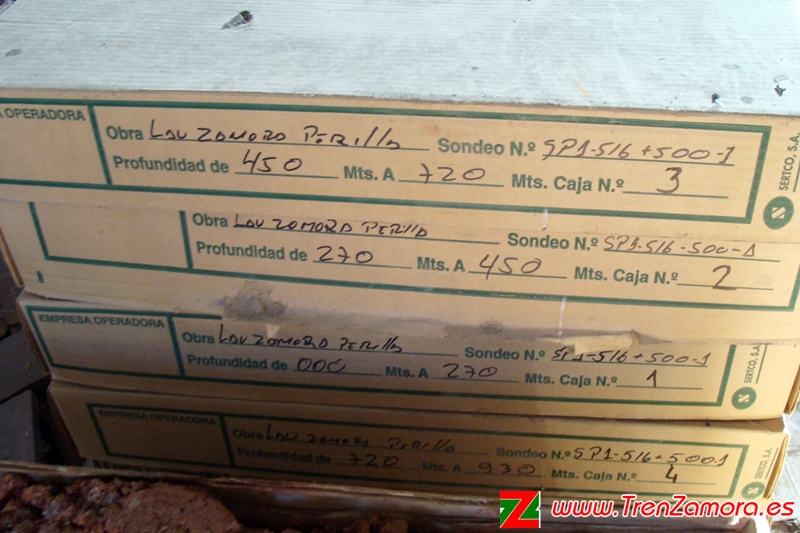 A OPERADORA
Obra LAV ZAMORA PERILLA Sondeo N.º SP1-516+500-1
Profundidad de 450 Mts. A 720 Mts. Caja N.º 3
SERTCO, S.A.
Obra LAV ZAMORA PERILLA Sondeo N.º SP1-516-500-1
Profundidad de 270 Mts. A 450 Mts. Caja N.º 2
EMPRESA OPERADORA
Obra LAV ZAMORA PERILLA Sondeo N.º SP1-516+500-1
Profundidad de 000 Mts. A 270 Mts. Caja N.º 1
SERTCO, S.A.
EMPRESA OPERADORA
Obra LAV ZAMORA PERILLA Sondeo N.º SP1-516+500-1
Profundidad de 720 Mts. A 930 Mts. Caja N.º 4
SERTCO, S.A.
www.TrenZamora.es